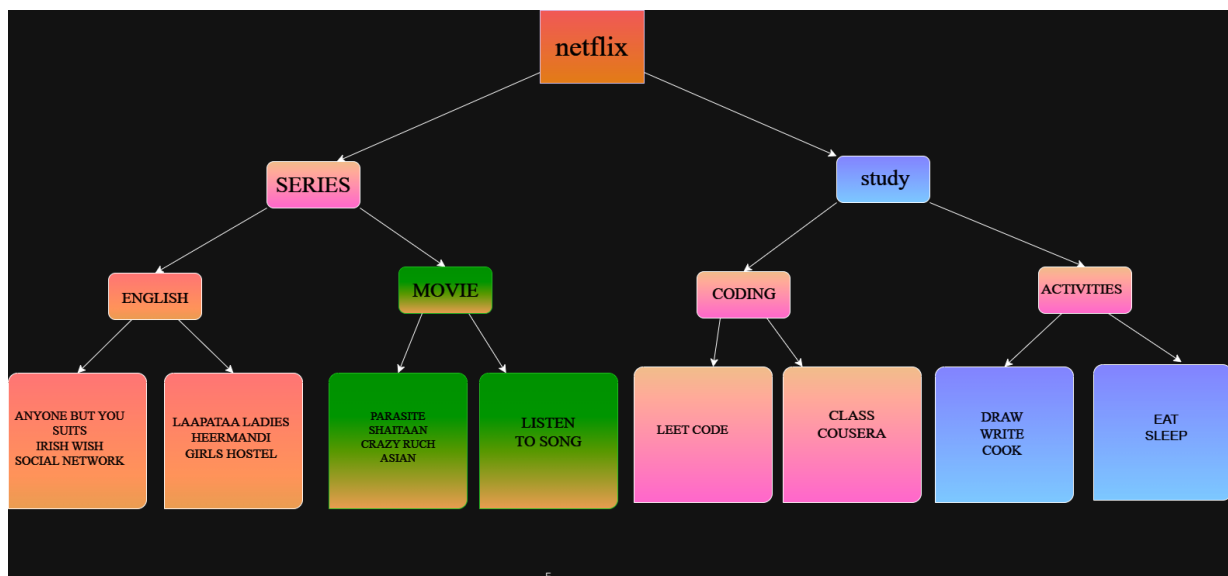 netflix
SERIES
study
ENGLISH
MOVIE
CODING
ACTIVITIES
ANYONE BUT YOU
SUITS
IRISH WISH
SOCIAL NETWORK
LAAPATAA LADIES
HEERMANDI
GIRLS HOSTEL
PARASITE
SHAITAAN
CRAZY RUCH
ASIAN
LISTEN
TO SONG
LEET CODE
CLASS
COUSERA
DRAW
WRITE
COOK
EAT
SLEEP